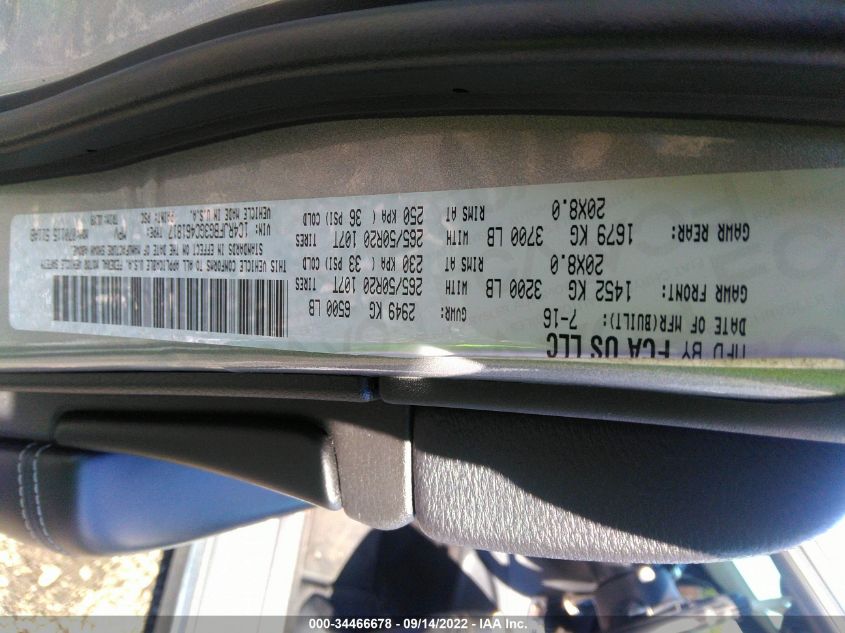 MFD BY FCA US LLC
DATE OF MFR(BUILT): 7-16 GVWR: 2949 KG 6500 LB
GAWR FRONT: 1452 KG 3200 LB WITH 265/50R20 107T TIRES
20X8.0 RIMS AT 230 KPA ( 33 PSI) COLD
GAWR REAR: 1679 KG 3700 LB WITH 265/50R20 107T TIRES
20X8.0 RIMS AT 250 KPA ( 36 PSI) COLD
THIS VEHICLE CONFORMS TO ALL APPLICABLE U.S.A. FEDERAL MOTOR VEHICLE SAFETY
STANDARDS IN EFFECT ON THE DATE OF MANUFACTURE SHOWN ABOVE
VIN: TYPE: MPV
VEHICLE MADE IN U.S.A. PAINT: PSC TRIM:
000-34466678 - 09/14/2022 - IAA Inc.